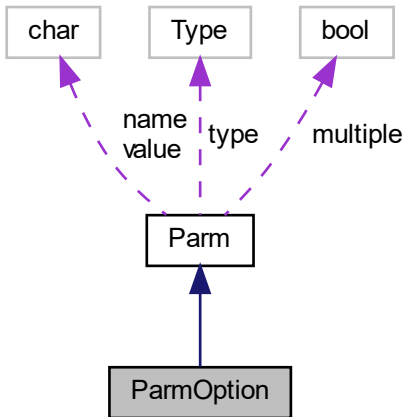 char
Type
bool
name
value
type
multiple
Parm
ParmOption